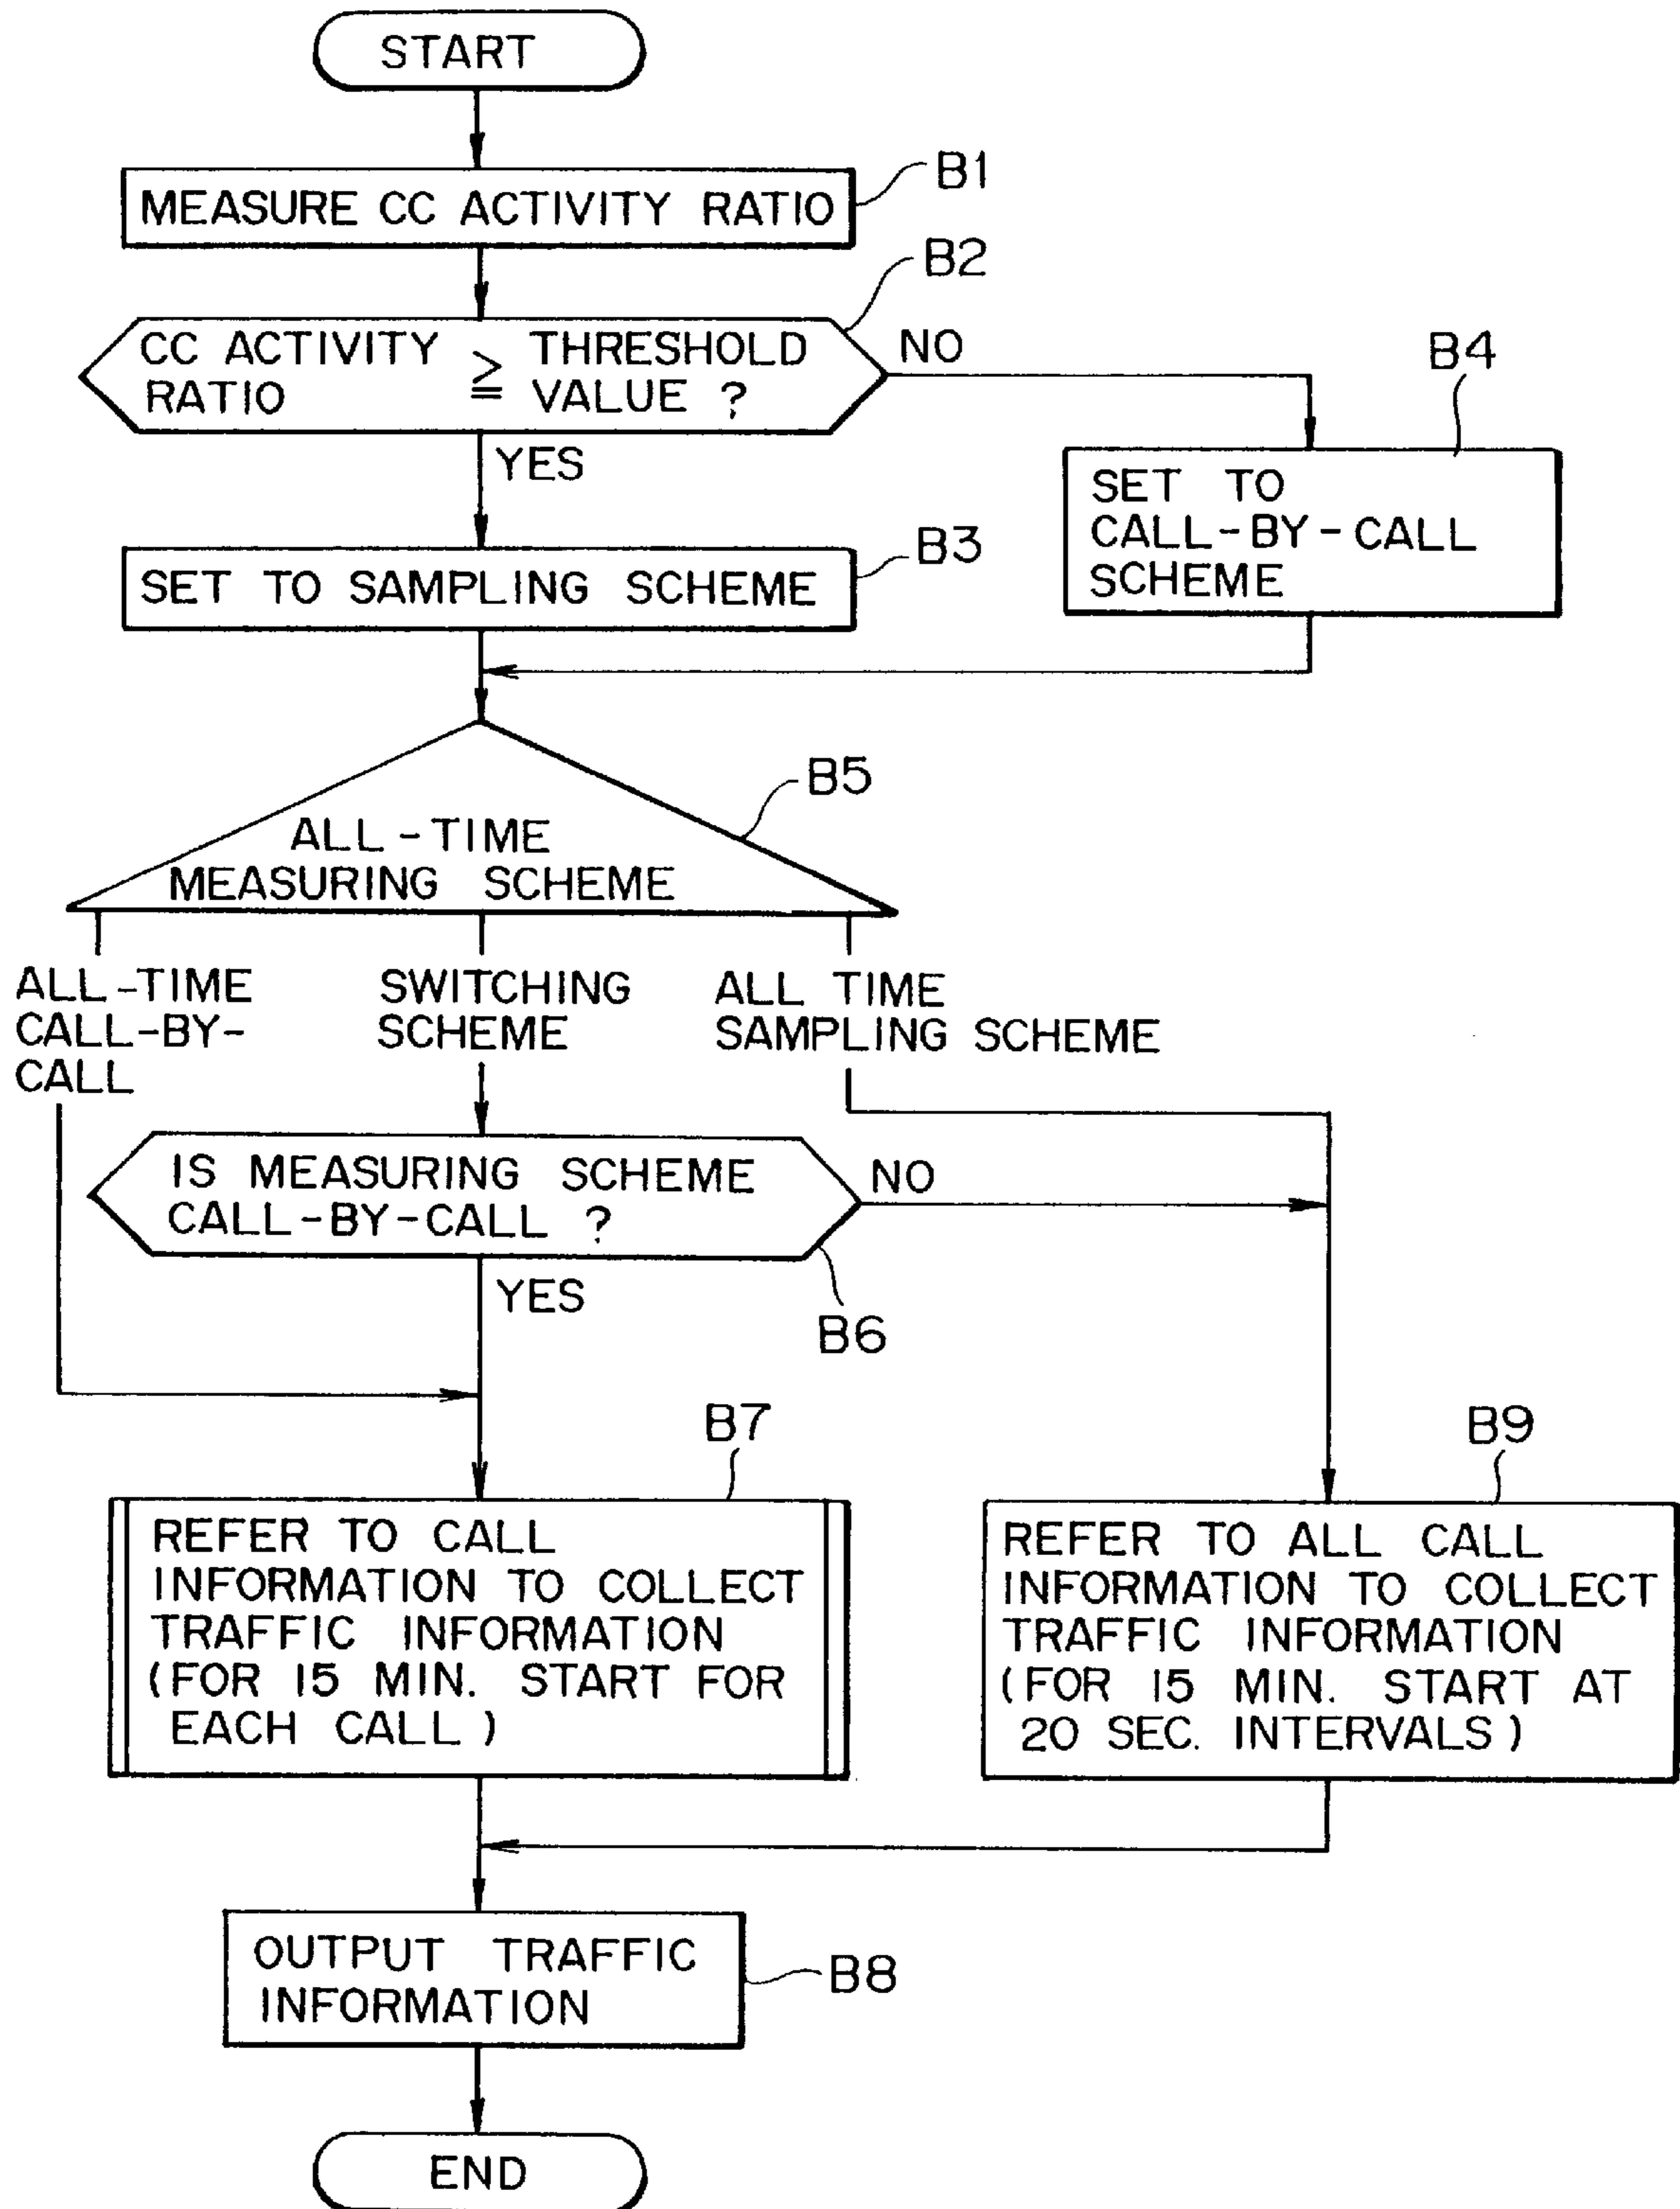 START
MEASURE CC ACTIVITY RATIO
B1
CC ACTIVITY ≧ THRESHOLD
RATIO VALUE ?
B2
NO
YES
B4
SET TO
CALL-BY-CALL
SCHEME
SET TO SAMPLING SCHEME
B3
ALL-TIME
MEASURING SCHEME
B5
ALL-TIME
CALL-BY-
CALL
SWITCHING
SCHEME
ALL TIME
SAMPLING SCHEME
IS MEASURING SCHEME
CALL-BY-CALL ?
NO
YES
B6
B7
REFER TO CALL
INFORMATION TO COLLECT
TRAFFIC INFORMATION
(FOR 15 MIN. START FOR
EACH CALL)
B9
REFER TO ALL CALL
INFORMATION TO COLLECT
TRAFFIC INFORMATION
(FOR 15 MIN. START AT
20 SEC. INTERVALS)
OUTPUT TRAFFIC
INFORMATION
B8
END